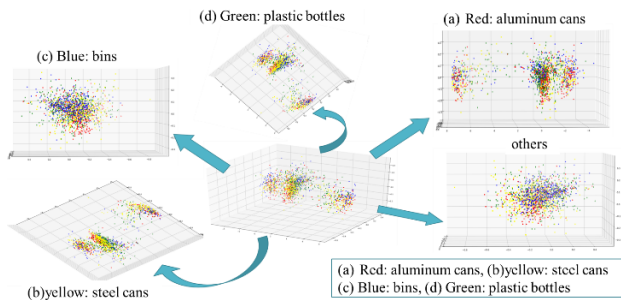 (d) Green: plastic bottles
(a) Red: aluminum cans
(c) Blue: bins
others
(b)yellow: steel cans
(a) Red: aluminum cans, (b)yellow: steel cans
(c) Blue: bins, (d) Green: plastic bottles